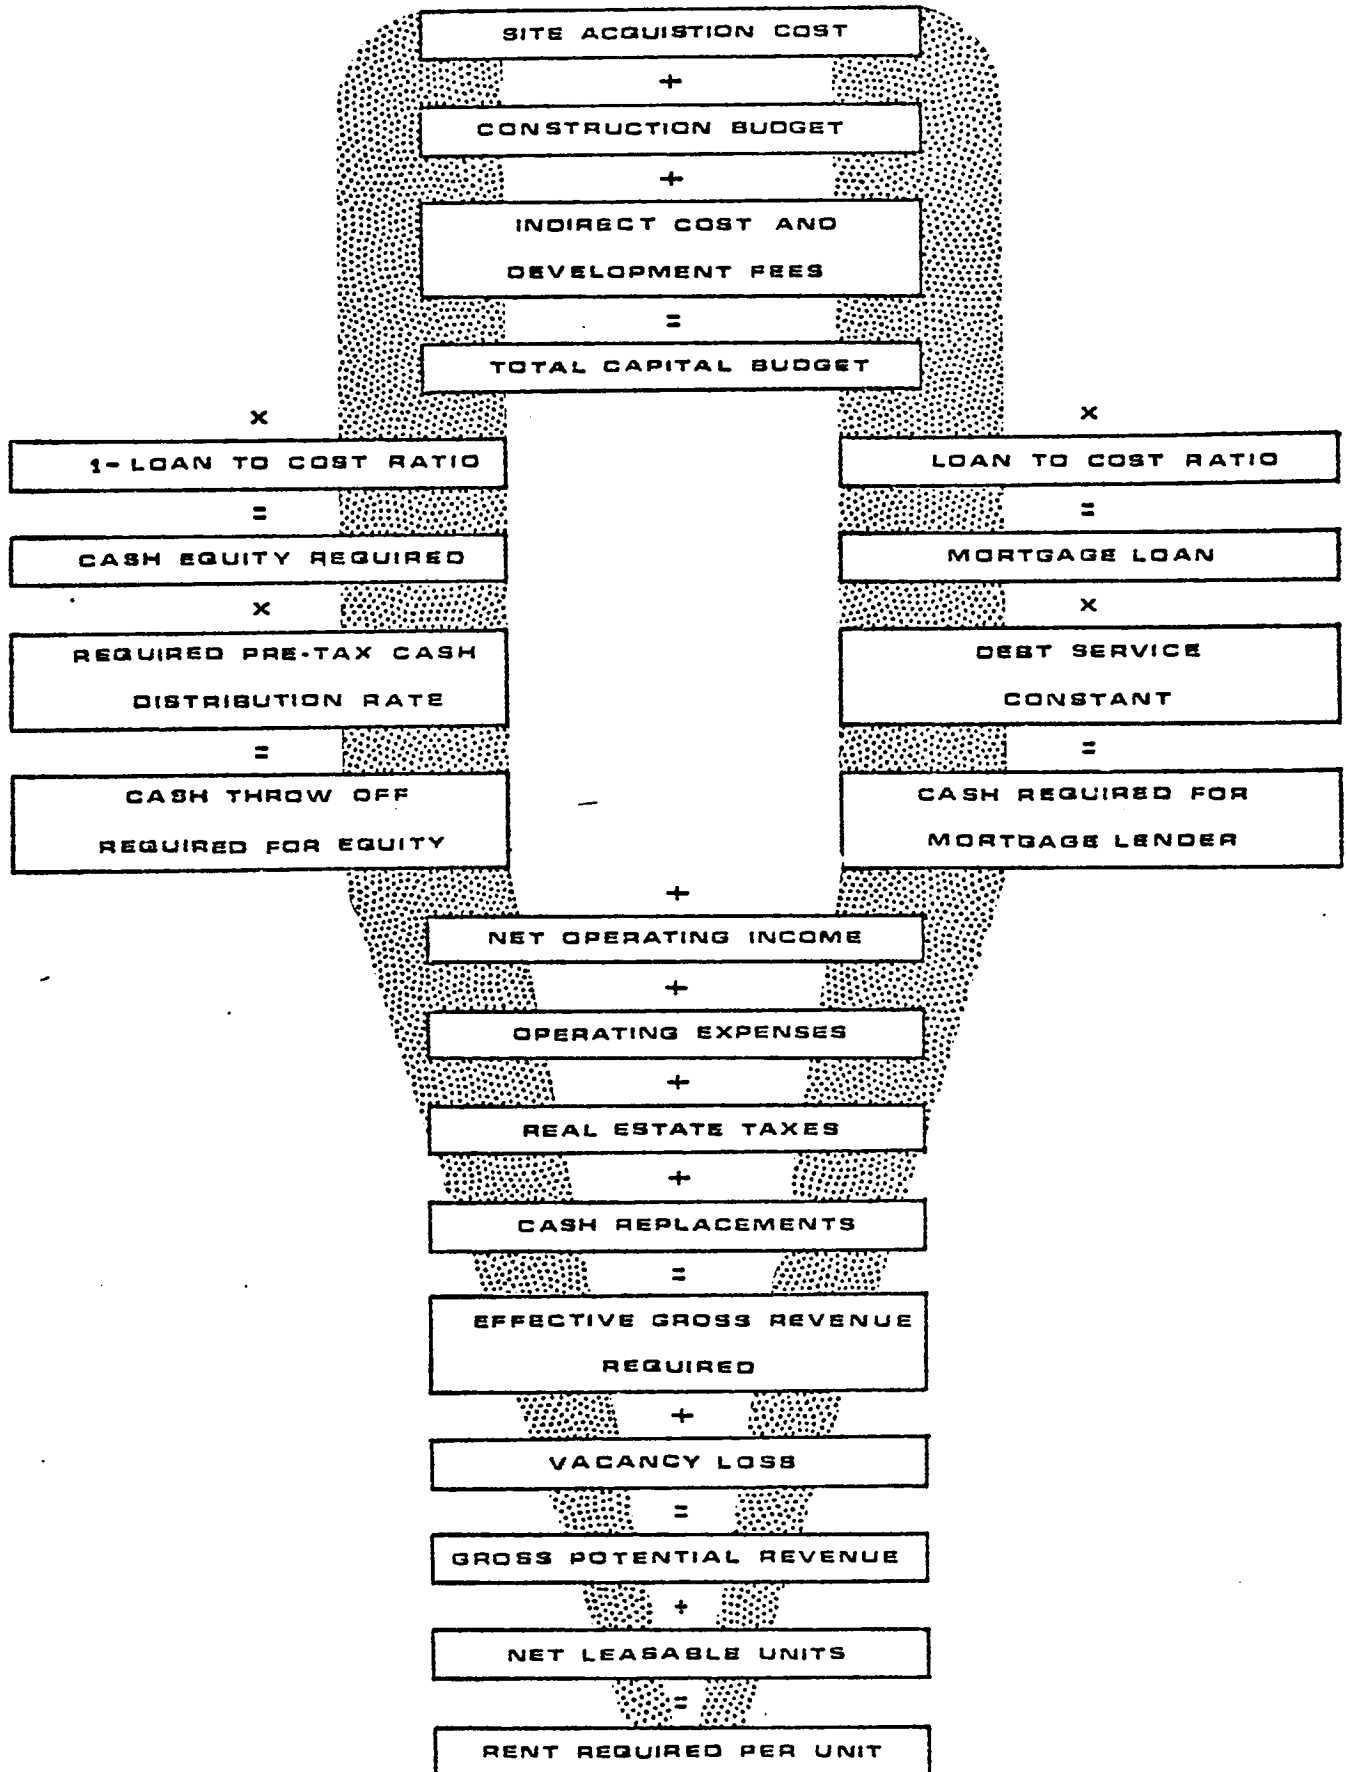 SITE ACQUISTION COST
+
CONSTRUCTION BUDGET
+
INDIRECT COST AND
DEVELOPMENT FEES
=
TOTAL CAPITAL BUDGET
×
1-LOAN TO COST RATIO
=
CASH EQUITY REQUIRED
×
REQUIRED PRE-TAX CASH
DISTRIBUTION RATE
=
CASH THROW OFF
REQUIRED FOR EQUITY
×
LOAN TO COST RATIO
=
MORTGAGE LOAN
×
DEBT SERVICE
CONSTANT
=
CASH REQUIRED FOR
MORTGAGE LENDER
+
NET OPERATING INCOME
+
OPERATING EXPENSES
+
REAL ESTATE TAXES
+
CASH REPLACEMENTS
=
EFFECTIVE GROSS REVENUE
REQUIRED
+
VACANCY LOSS
=
GROSS POTENTIAL REVENUE
+
NET LEASABLE UNITS
=
RENT REQUIRED PER UNIT